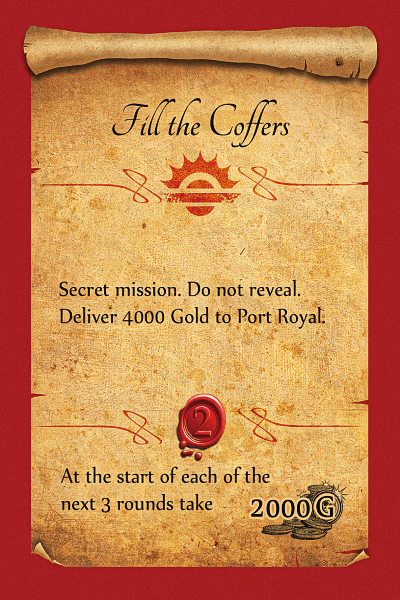 Fill the Coffers
Secret mission. Do not reveal.
Deliver 4000 Gold to Port Royal.
2
At the start of each of the
next 3 rounds take 2000G